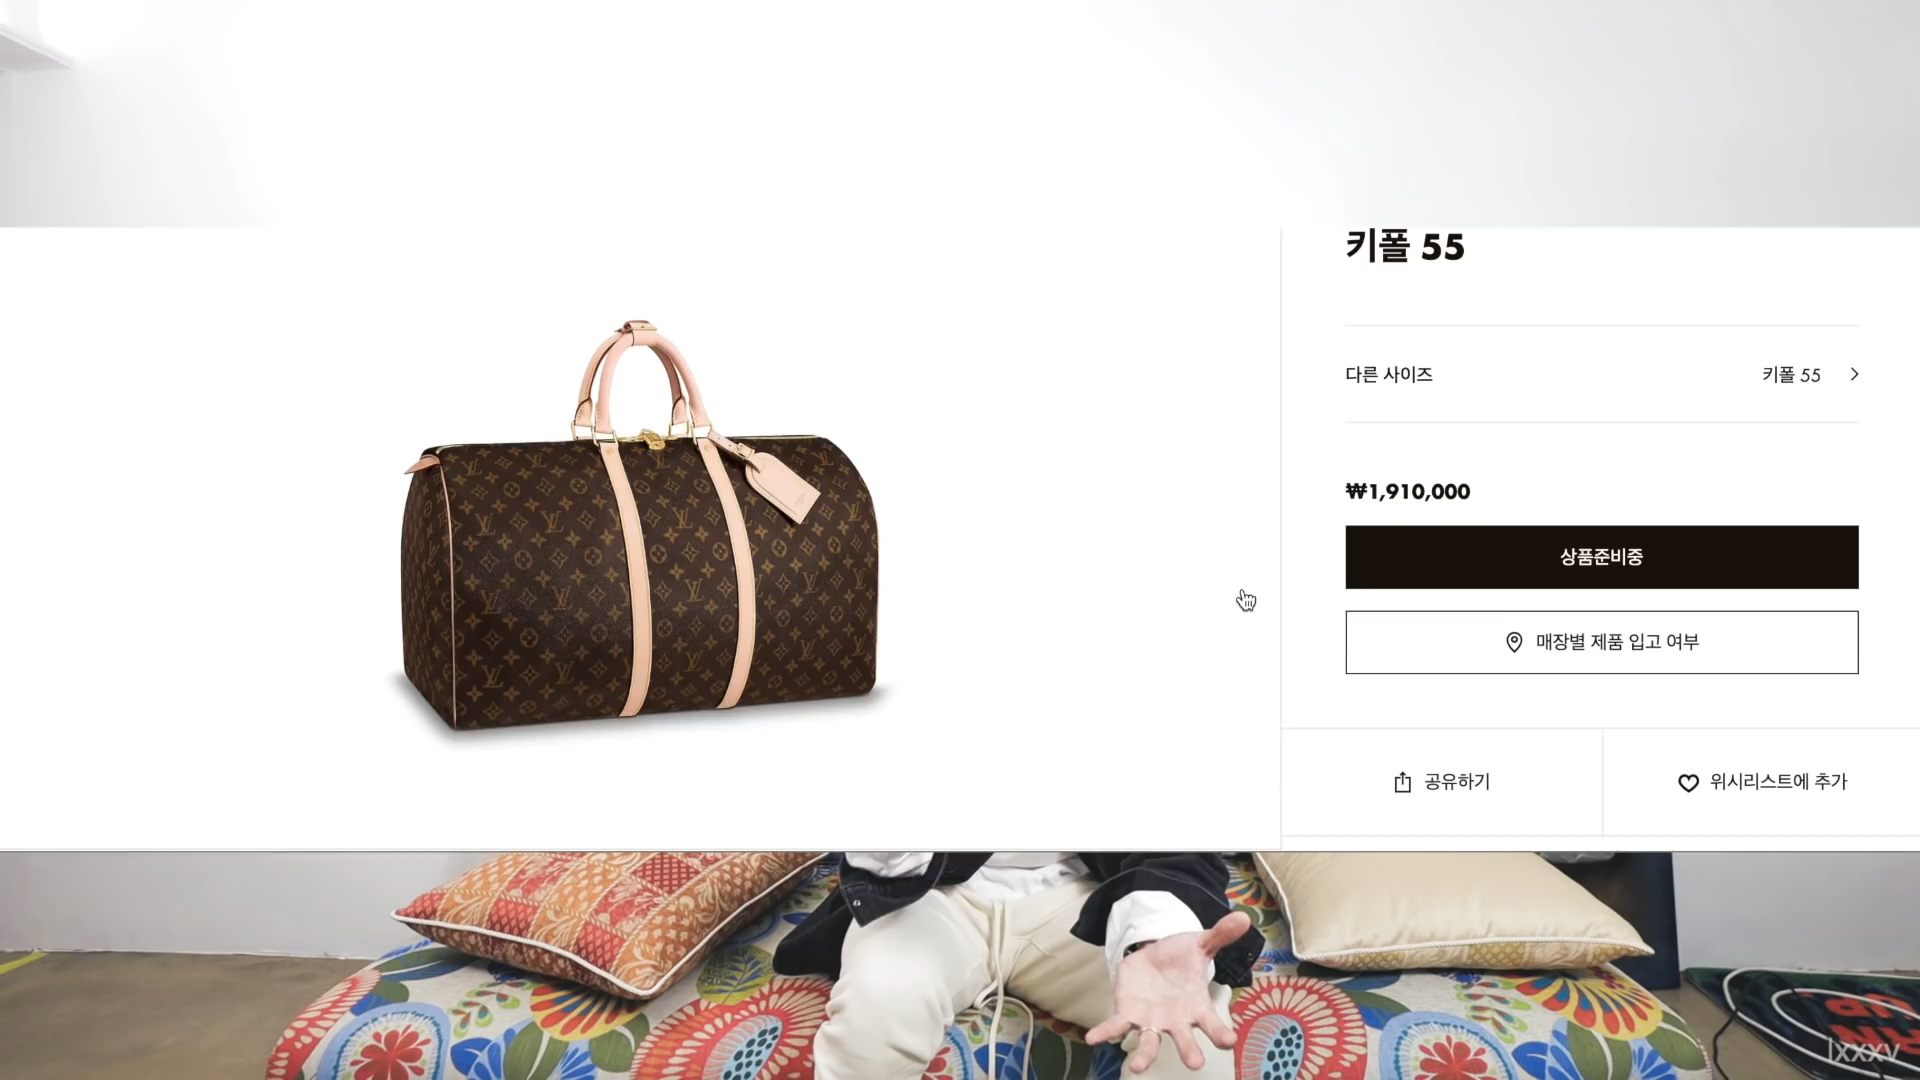 키폴 55
다른 사이즈
키폴 55
₩1,910,000
상품준비중
매장별 제품 입고 여부
공유하기
위시리스트에 추가
lxxxv